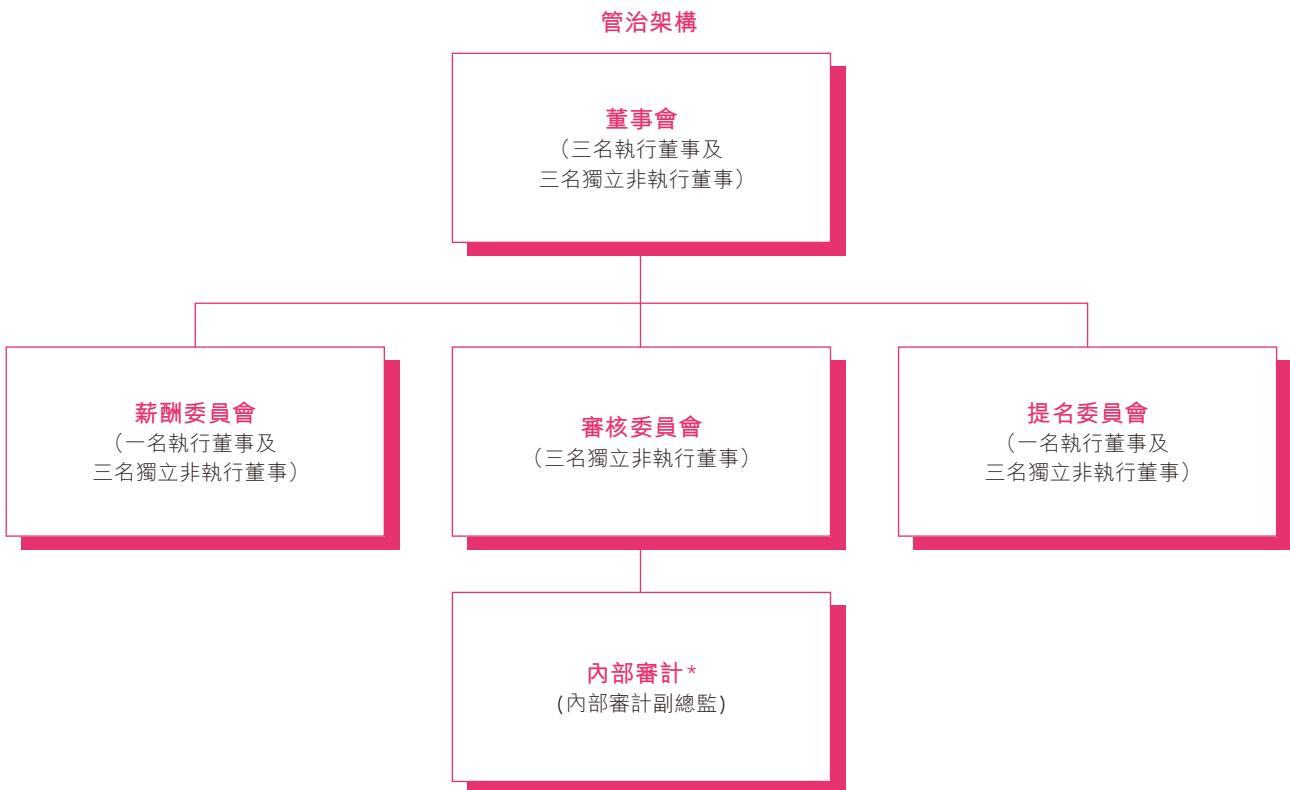 管治架構
董事會
（三名執行董事及
三名獨立非執行董事）
薪酬委員會
（一名執行董事及
三名獨立非執行董事）
審核委員會
（三名獨立非執行董事）
提名委員會
（一名執行董事及
三名獨立非執行董事）
內部審計*
(內部審計副總監)